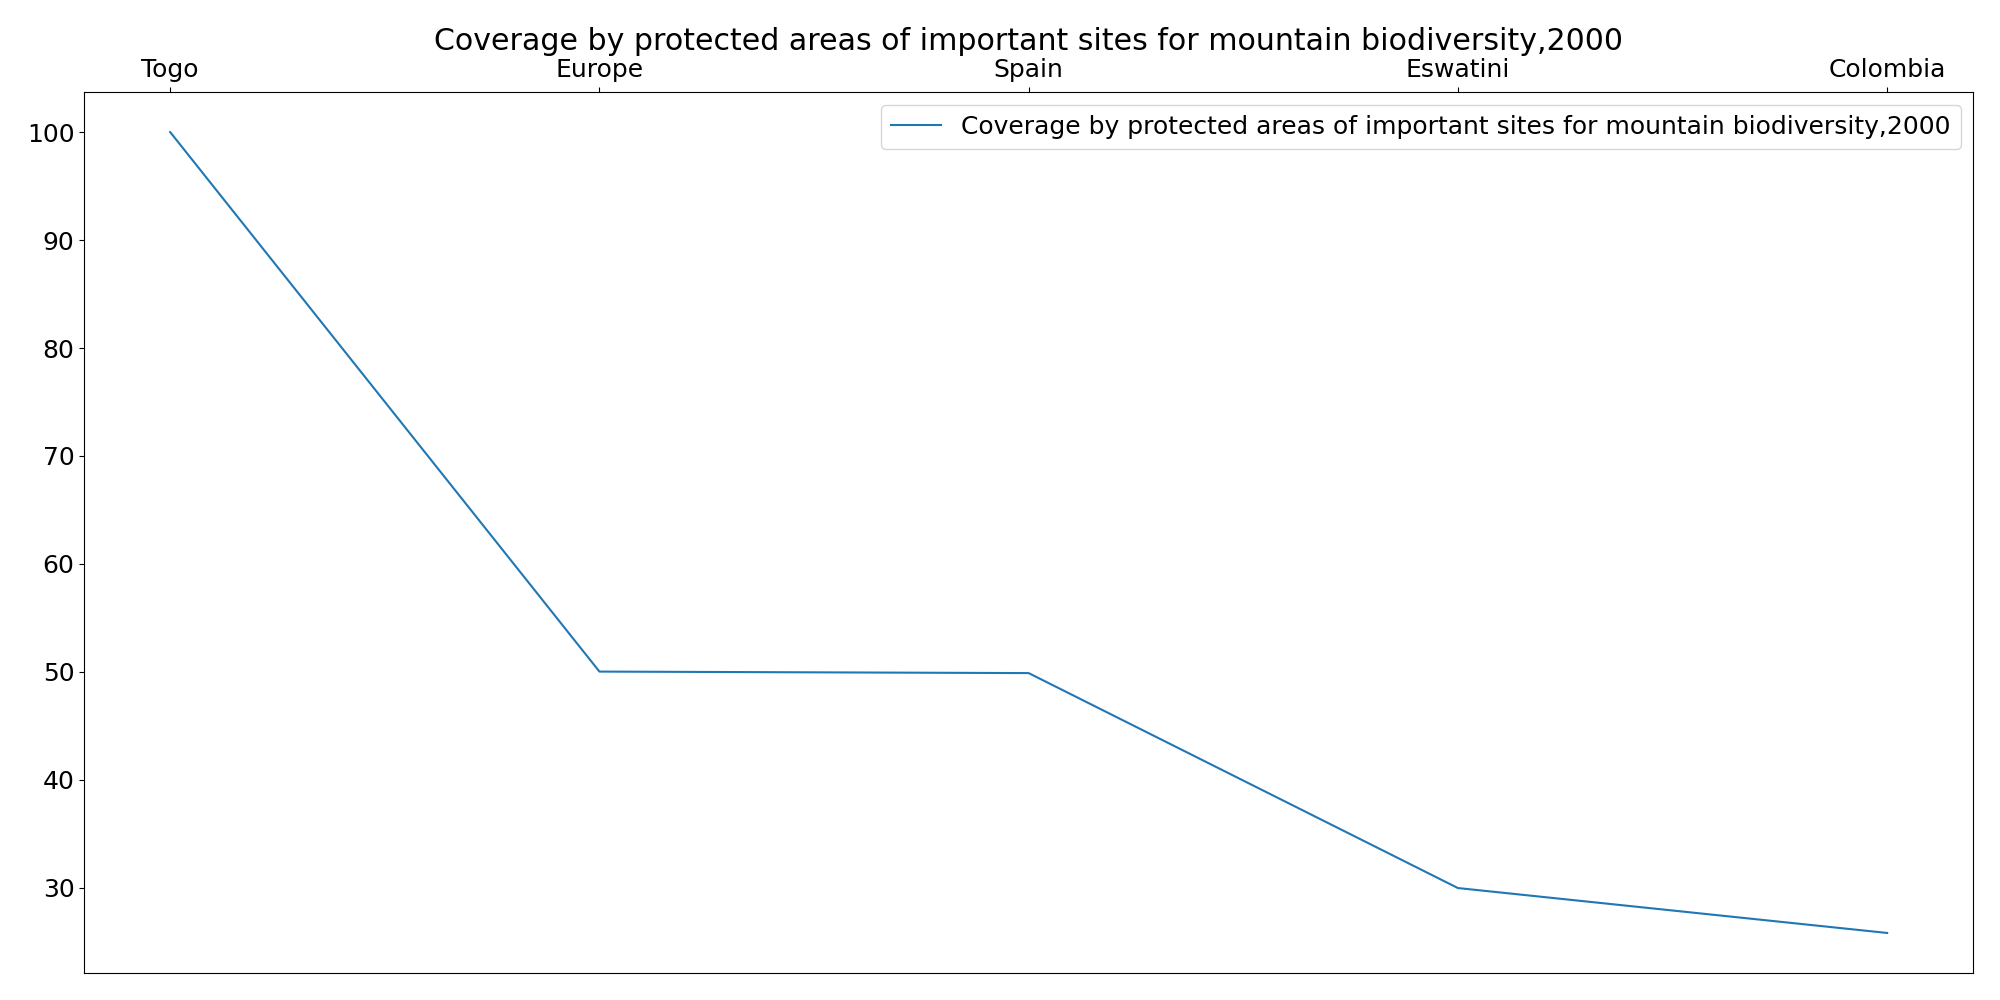 Coverage by protected areas of important sites for mountain biodiversity,2000
Togo Europe Spain Eswatini Colombia
Coverage by protected areas of important sites for mountain biodiversity,2000
100
90
80
70
60
50
40
30